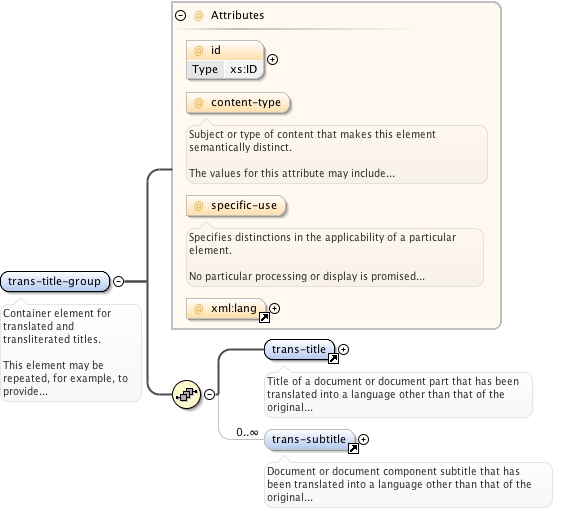 @ Attributes
@ id
Type xs:ID
@ content-type
Subject or type of content that makes this element
semantically distinct.
The values for this attribute may include...
@ specific-use
Specifies distinctions in the applicability of a particular
element.
No particular processing or display is promised...
@ xml:lang
trans-title-group
Container element for
translated and
transliterated titles.
This element may be
repeated, for example, to
provide...
trans-title
Title of a document or document part that has been
translated into a language other than that of the
original...
0..∞
trans-subtitle
Document or document component subtitle that has
been translated into a language other than that of the
original...